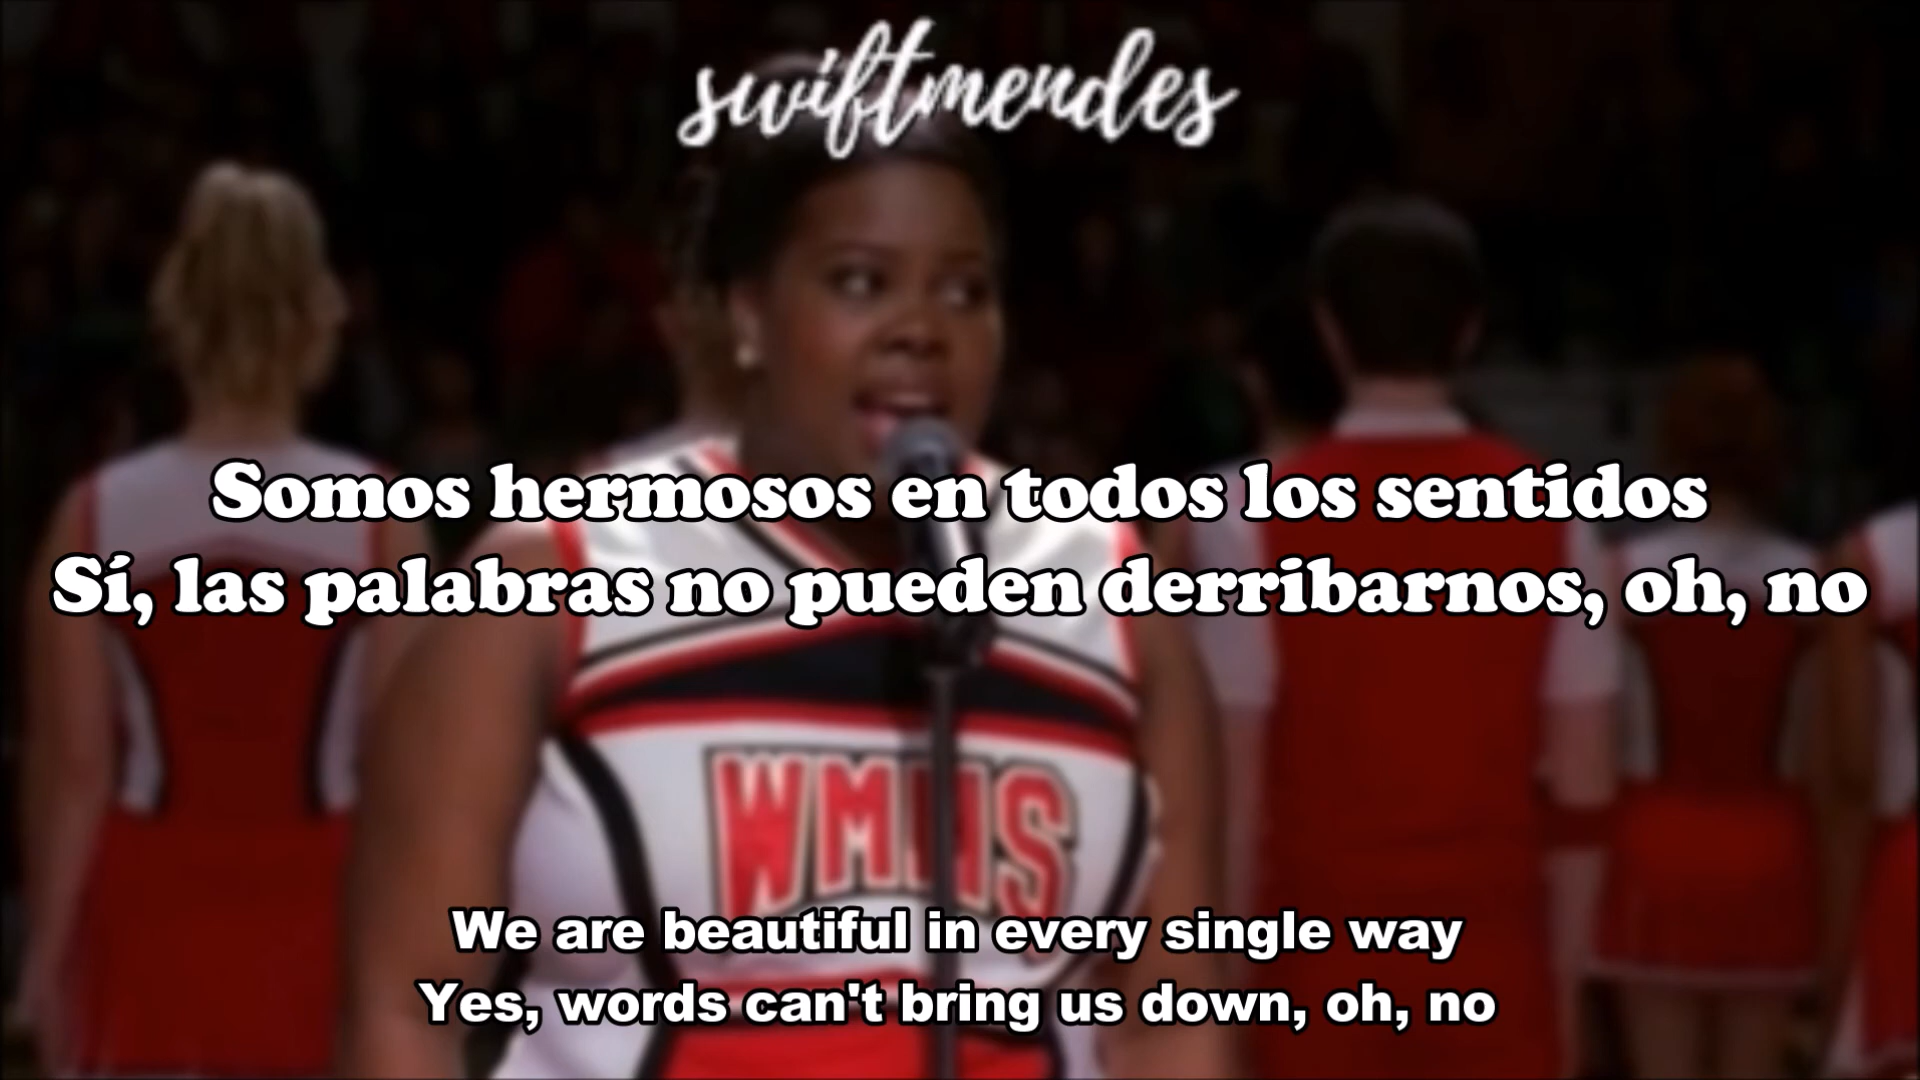 swiftmendes
Somos hermosos en todos los sentidos
Sí, las palabras no pueden derribarnos, oh, no
WMHS
We are beautiful in every single way
Yes, words can't bring us down, oh, no